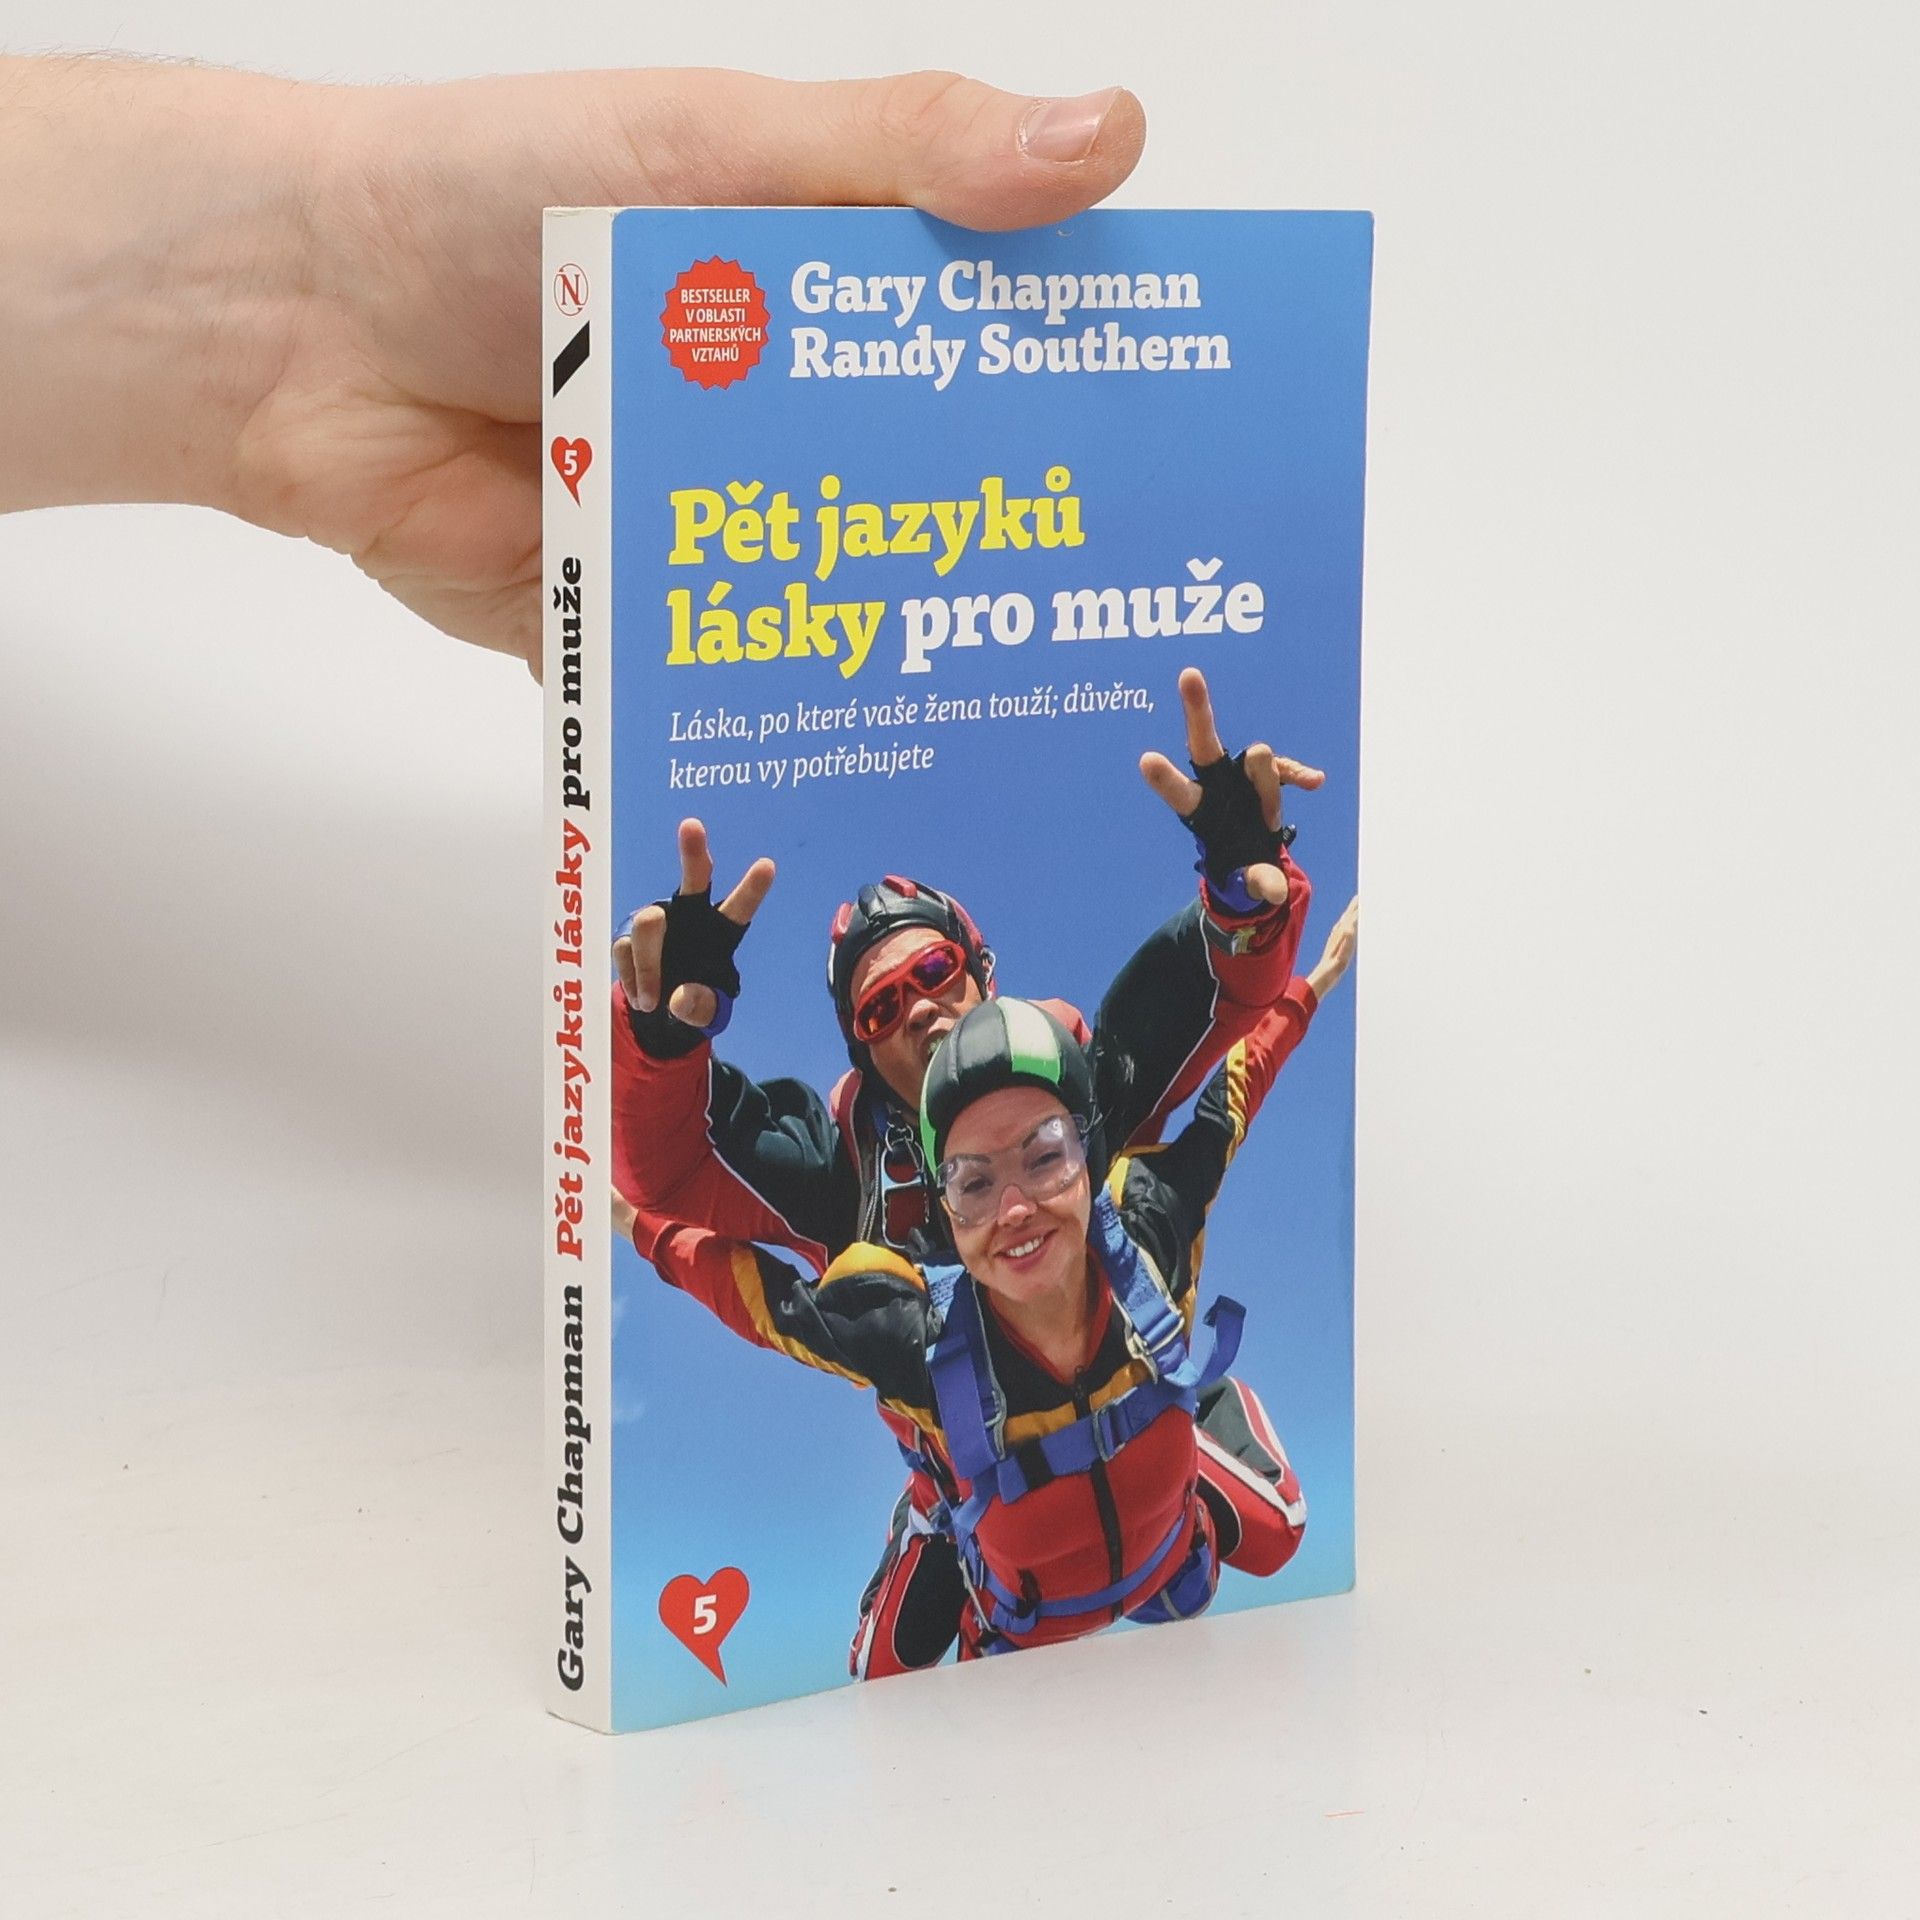 BESTSELLER
V OBLASTI
PARTNERSKÝCH
VZTAHŮ
Gary Chapman
Randy Southern
Pět jazyků
lásky pro muže
Láska, po které vaše žena touží; důvěra,
kterou vy potřebujete
5
N
5
Gary Chapman Pět jazyků lásky pro muže